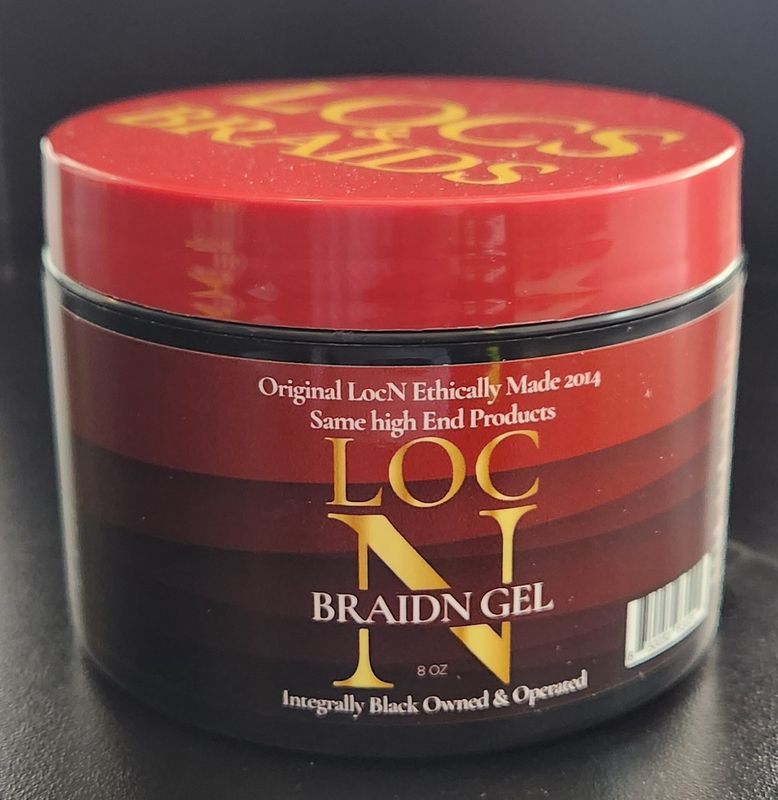 LOCS
&
BRAIDS
Original LocN Ethically Made 2014
Same high End Products
LOC
N
BRAIDN GEL
8 OZ
Integrally Black Owned & Operated